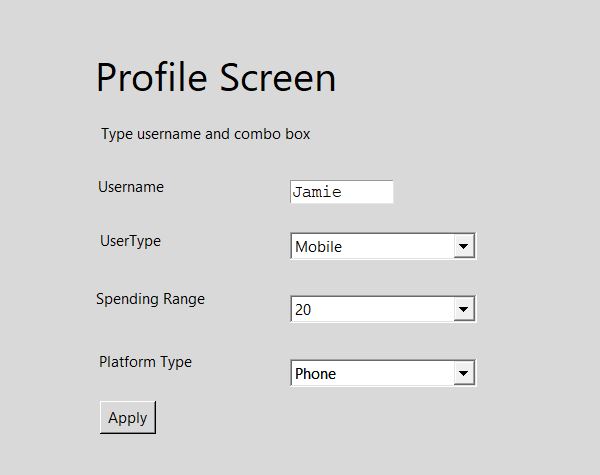 Profile Screen
Type username and combo box
Username Jamie
UserType Mobile
Spending Range 20
Platform Type Phone
Apply